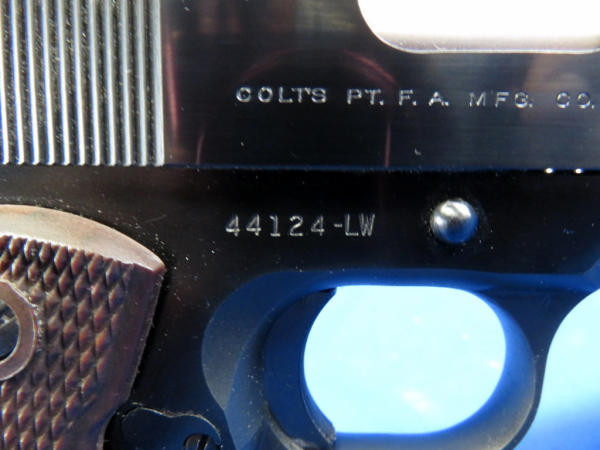 COLT'S PT. F. A. MFG. CO.
44124-LW